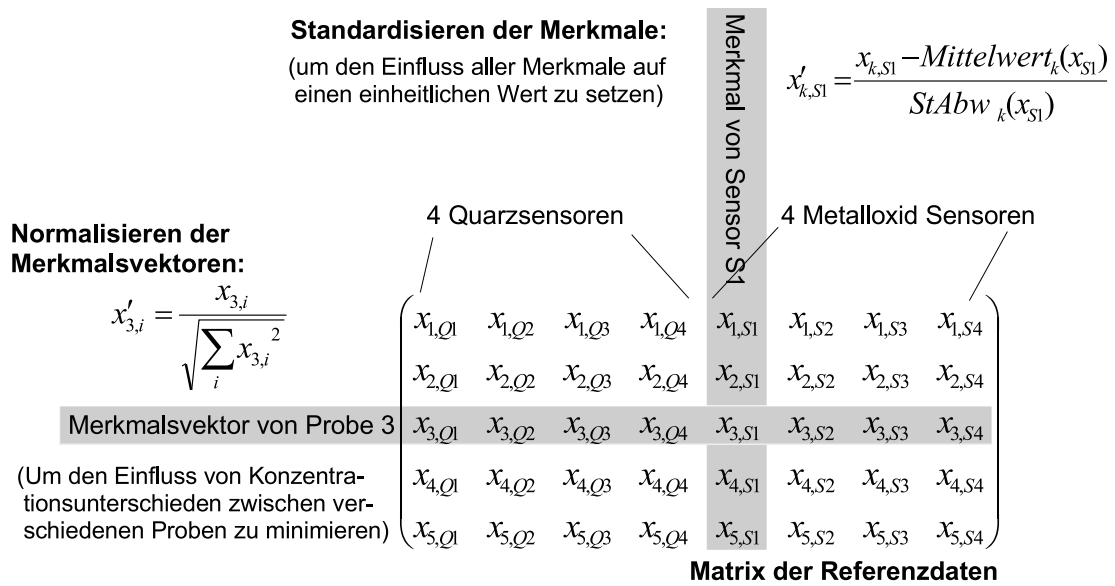 Standardisieren der Merkmale:
(um den Einfluss aller Merkmale auf
einen einheitlichen Wert zu setzen)
Merkmal von Sensor S1
x′_{k,S1} = (x_{k,S1} − Mittelwert_k(x_{S1})) / (StAbw_k(x_{S1}))
4 Quarzsensoren
4 Metalloxid Sensoren
Normalisieren der
Merkmalsvektoren:
x′_{3,i} = x_{3,i} / √(∑_i x_{3,i}²)
x_{1,Q1} x_{1,Q2} x_{1,Q3} x_{1,Q4} x_{1,S1} x_{1,S2} x_{1,S3} x_{1,S4}
x_{2,Q1} x_{2,Q2} x_{2,Q3} x_{2,Q4} x_{2,S1} x_{2,S2} x_{2,S3} x_{2,S4}
Merkmalsvektor von Probe 3 x_{3,Q1} x_{3,Q2} x_{3,Q3} x_{3,Q4} x_{3,S1} x_{3,S2} x_{3,S3} x_{3,S4}
x_{4,Q1} x_{4,Q2} x_{4,Q3} x_{4,Q4} x_{4,S1} x_{4,S2} x_{4,S3} x_{4,S4}
x_{5,Q1} x_{5,Q2} x_{5,Q3} x_{5,Q4} x_{5,S1} x_{5,S2} x_{5,S3} x_{5,S4}
(Um den Einfluss von Konzentra-
tionsunterschieden zwischen ver-
schiedenen Proben zu minimieren)
Matrix der Referenzdaten